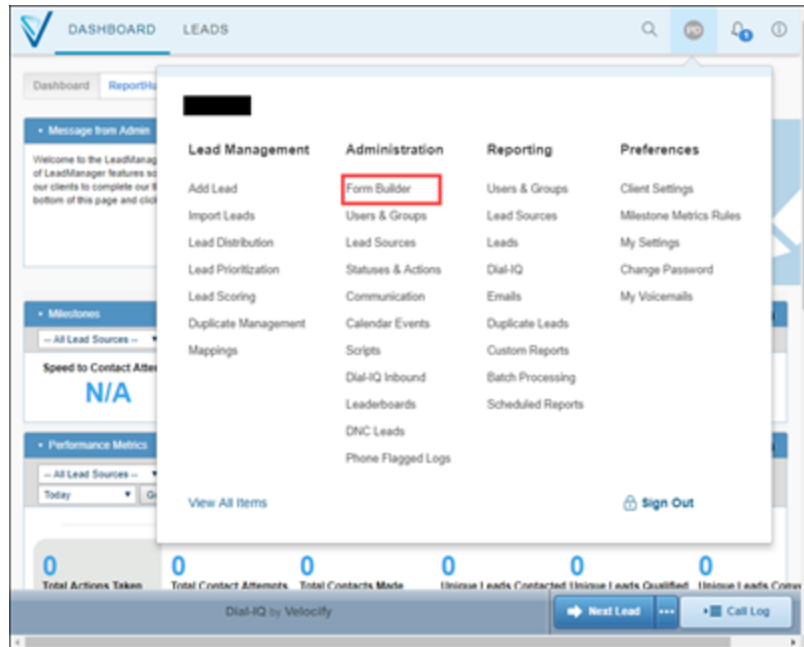 DASHBOARD LEADS
PD
1
Dashboard ReportHu
Message from Admin
Welcome to the LeadManag
of LeadManager features so
our clients to complete our
bottom of this page and clic
Milestones
-- All Lead Sources --
Speed to Contact Atte
N/A
Performance Metrics
-- All Lead Sources --
Today
Lead Management
Add Lead
Import Leads
Lead Distribution
Lead Prioritization
Lead Scoring
Duplicate Management
Mappings
Administration
Form Builder
Users & Groups
Lead Sources
Statuses & Actions
Communication
Calendar Events
Scripts
Dial-IQ Inbound
Leaderboards
DNC Leads
Phone Flagged Logs
Reporting
Users & Groups
Lead Sources
Leads
Dial-IQ
Emails
Duplicate Leads
Custom Reports
Batch Processing
Scheduled Reports
Preferences
Client Settings
Milestone Metrics Rules
My Settings
Change Password
My Voicemails
View All Items
Sign Out
0 0 0 0 0 0
Total Actions Taken Total Contact Attempts Total Contacts Made Unique Leads Contacted Unique Leads Qualified Unique Leads Conv
Dial-IQ by Velocify
Next Lead
Call Log